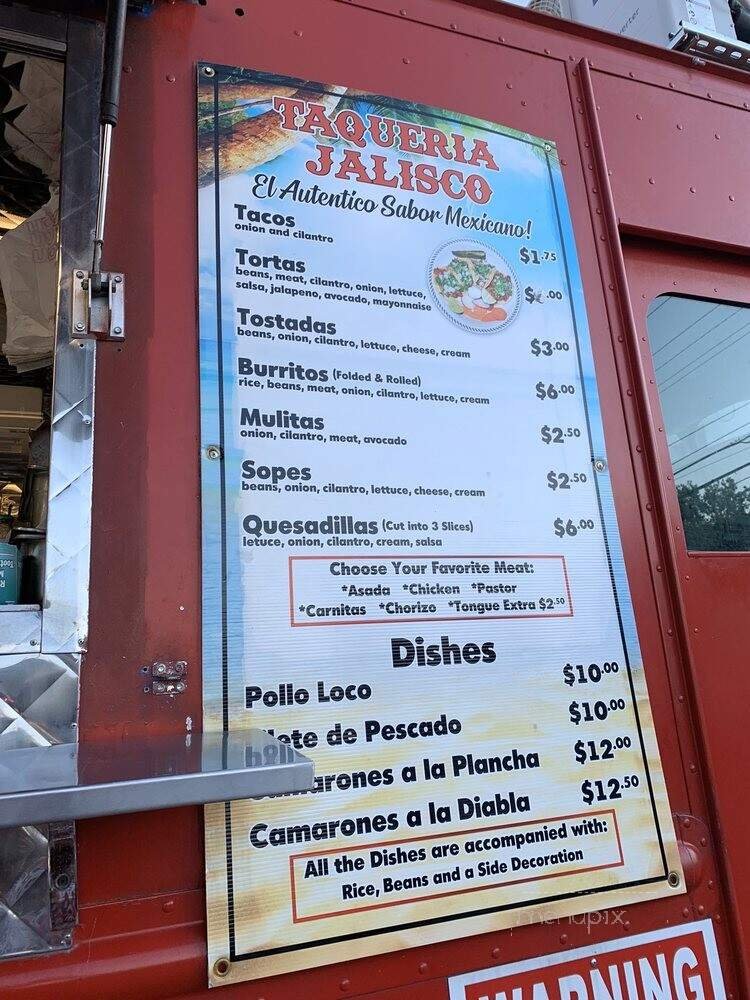 TAQUERIA
JALISCO
El Autentico Sabor Mexicano!
Tacos $1.75
onion and cilantro
Tortas
beans, meat, cilantro, onion, lettuce,
salsa, jalapeno, avocado, mayonnaise
Tostadas $3.00
beans, onion, cilantro, lettuce, cheese, cream
Burritos (Folded & Rolled) $6.00
rice, beans, meat, onion, cilantro, lettuce, cream
Mulitas $2.50
onion, cilantro, meat, avocado
Sopes $2.50
beans, onion, cilantro, lettuce, cheese, cream
Quesadillas (Cut into 3 Slices) $6.00
letuce, onion, cilantro, cream, salsa
Choose Your Favorite Meat:
*Asada *Chicken *Pastor
*Carnitas *Chorizo *Tongue Extra $2.50
Dishes
Pollo Loco $10.00
de Pescado $10.00
a la Plancha $12.00
Camarones a la Diabla $12.50
All the Dishes are accompanied with:
Rice, Beans and a Side Decoration
menupix
WARNING